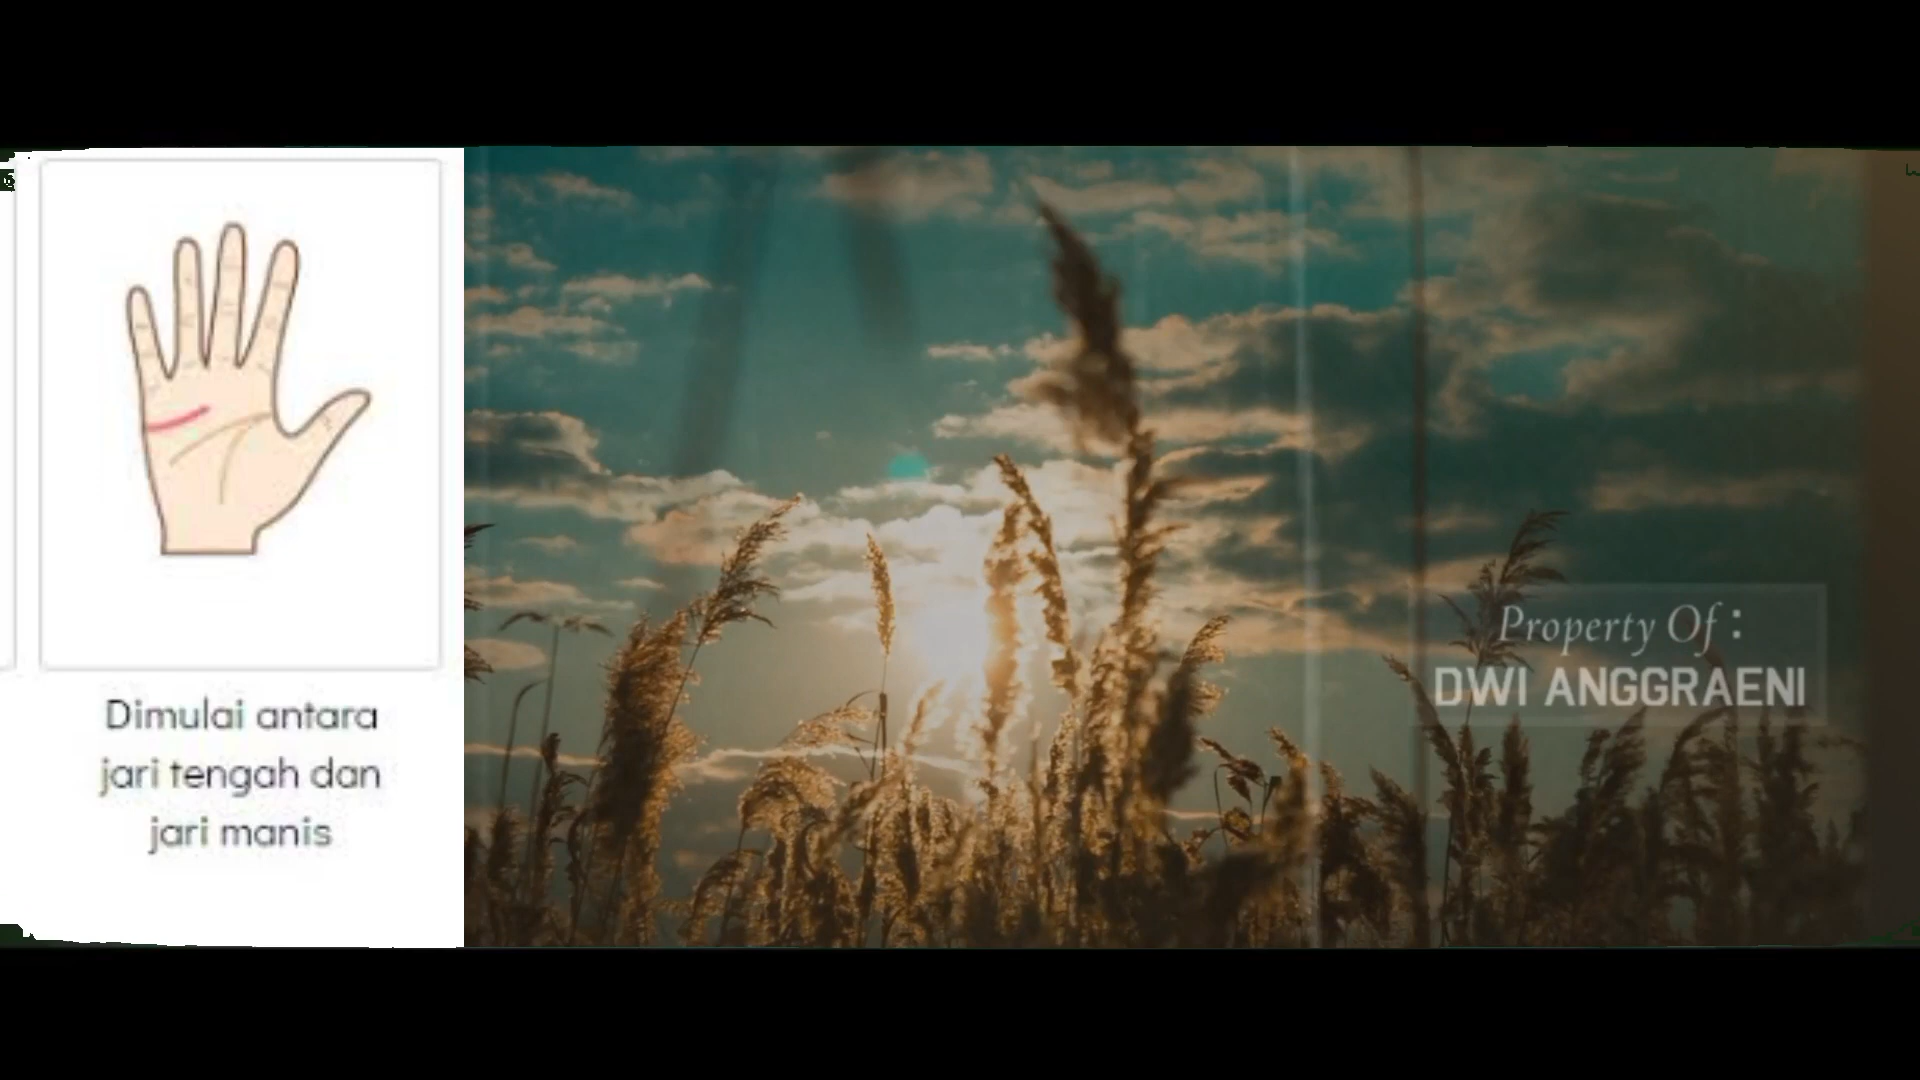 Dimulai antara
jari tengah dan
jari manis
Property Of :
DWI ANGGRAENI